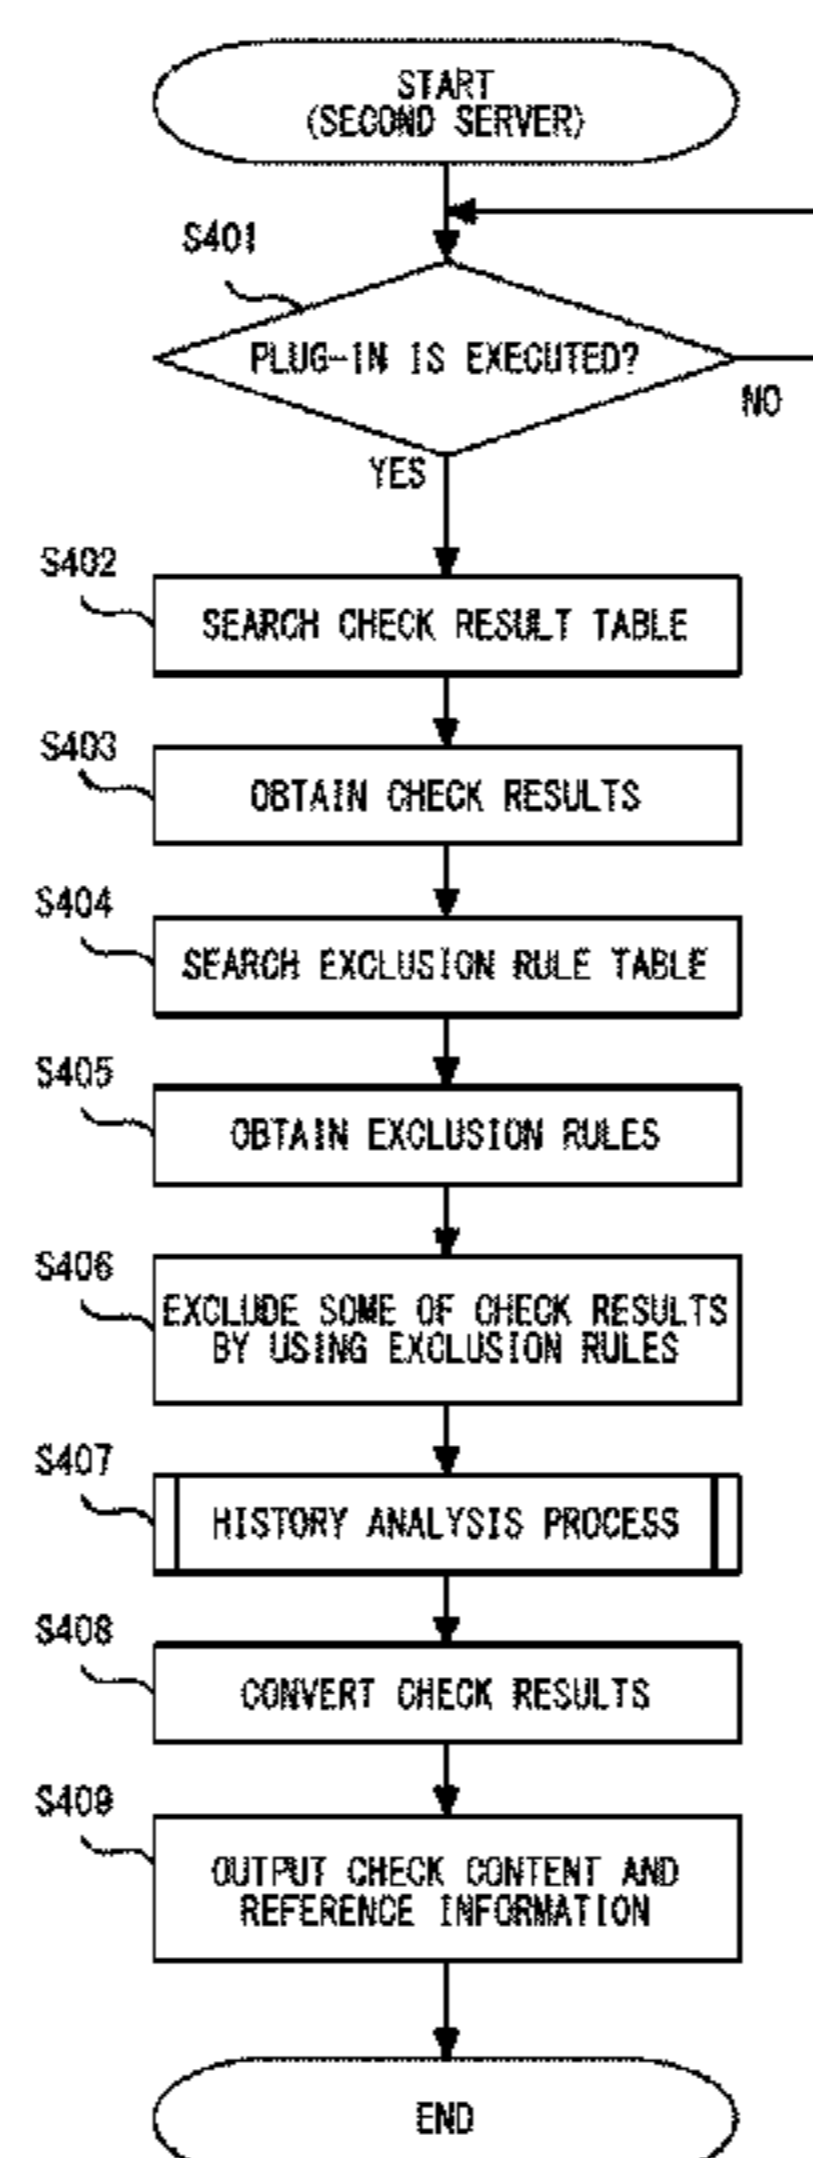 START
(SECOND SERVER)
S401
PLUG-IN IS EXECUTED?
NO
YES
S402
SEARCH CHECK RESULT TABLE
S403
OBTAIN CHECK RESULTS
S404
SEARCH EXCLUSION RULE TABLE
S405
OBTAIN EXCLUSION RULES
S406
EXCLUDE SOME OF CHECK RESULTS
BY USING EXCLUSION RULES
S407
HISTORY ANALYSIS PROCESS
S408
CONVERT CHECK RESULTS
S409
OUTPUT CHECK CONTENT AND
REFERENCE INFORMATION
END